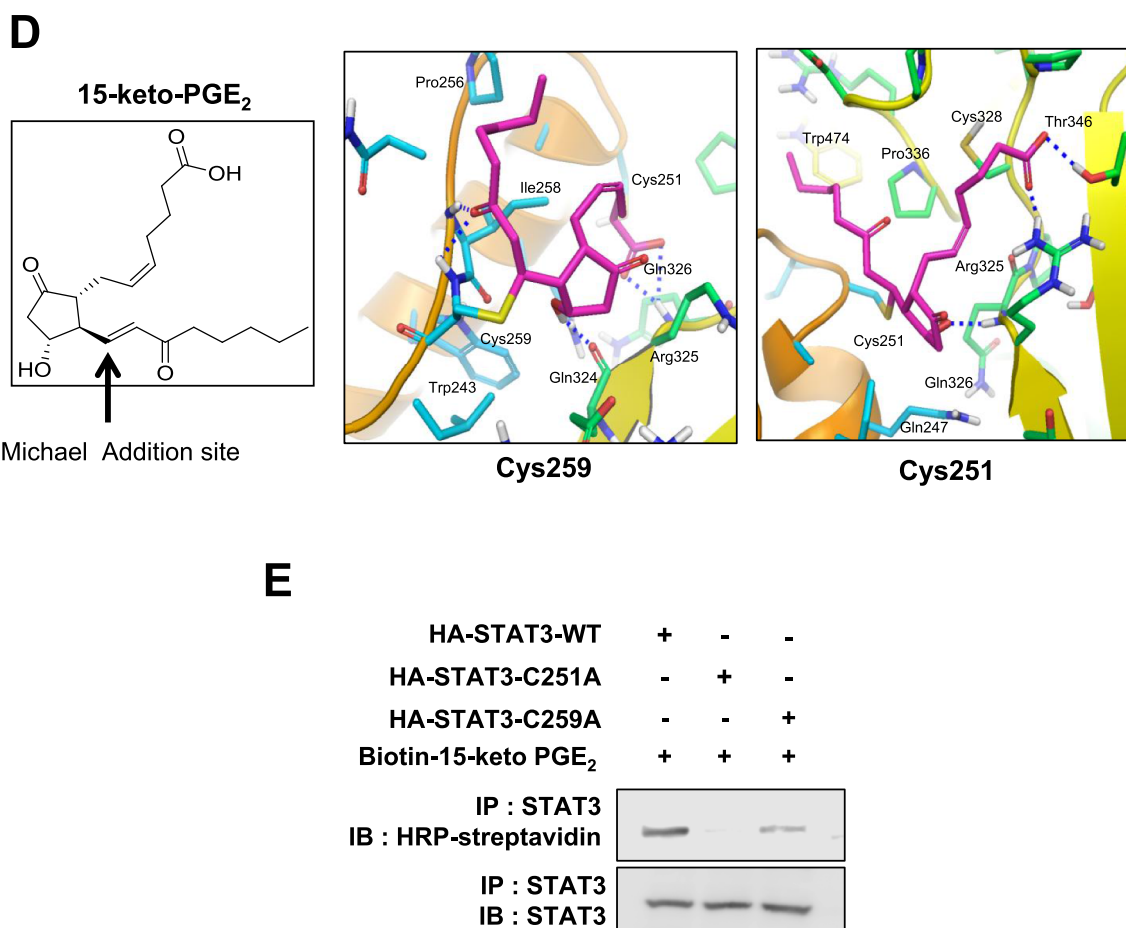 D
15-keto-PGE2
O
OH
O
HO
O
Michael Addition site
Pro256
Ile258
Cys251
Gln326
Cys259
Arg325
Gln324
Trp243
Cys259
Trp474
Cys328
Thr346
Pro336
Arg325
Cys251
Gln326
Gln247
Cys251
E
HA-STAT3-WT + - -
HA-STAT3-C251A - + -
HA-STAT3-C259A - - +
Biotin-15-keto PGE2 + + +
IP : STAT3
IB : HRP-streptavidin
IP : STAT3
IB : STAT3